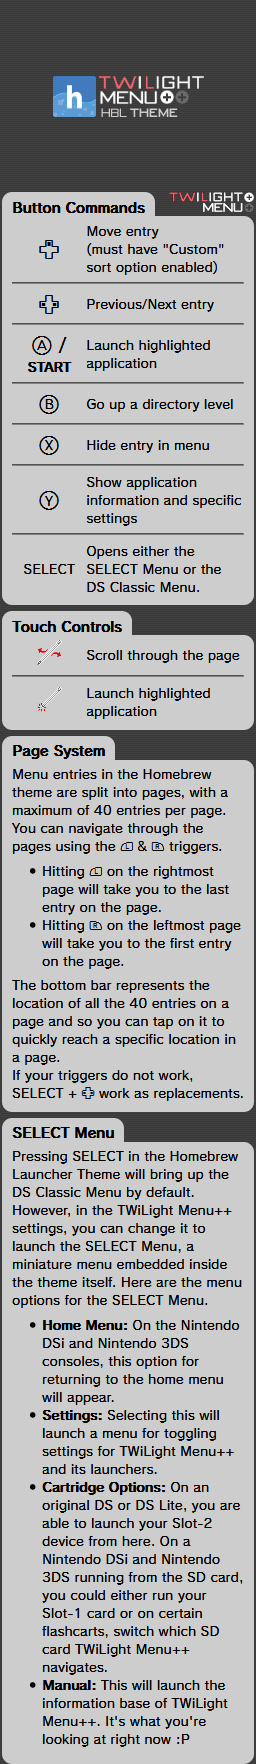 h TWiLIGHT
MENU++
HBL THEME
TWiLIGHT
MENU++
Button Commands
Move entry
(must have "Custom"
sort option enabled)
Previous/Next entry
Ⓐ / Launch highlighted
START application
Ⓑ Go up a directory level
Ⓧ Hide entry in menu
Show application
Ⓨ information and specific
settings
Opens either the
SELECT SELECT Menu or the
DS Classic Menu.
Touch Controls
Scroll through the page
Launch highlighted
application
Page System
Menu entries in the Homebrew
theme are split into pages, with a
maximum of 40 entries per page.
You can navigate through the
pages using the L & R triggers.
• Hitting L on the rightmost
page will take you to the last
entry on the page.
• Hitting R on the leftmost page
will take you to the first entry
on the page.
The bottom bar represents the
location of all the 40 entries on a
page and so you can tap on it to
quickly reach a specific location in
a page.
If your triggers do not work,
SELECT + work as replacements.
SELECT Menu
Pressing SELECT in the Homebrew
Launcher Theme will bring up the
DS Classic Menu by default.
However, in the TWiLight Menu++
settings, you can change it to
launch the SELECT Menu, a
miniature menu embedded inside
the theme itself. Here are the menu
options for the SELECT Menu.
• Home Menu: On the Nintendo
DSi and Nintendo 3DS
consoles, this option for
returning to the home menu
will appear.
• Settings: Selecting this will
launch a menu for toggling
settings for TWiLight Menu++
and its launchers.
• Cartridge Options: On an
original DS or DS Lite, you are
able to launch your Slot-2
device from here. On a
Nintendo DSi and Nintendo
3DS running from the SD card,
you could either run your
Slot-1 card or on certain
flashcarts, switch which SD
card TWiLight Menu++
navigates.
• Manual: This will launch the
information base of TWiLight
Menu++. It's what you're
looking at right now :P